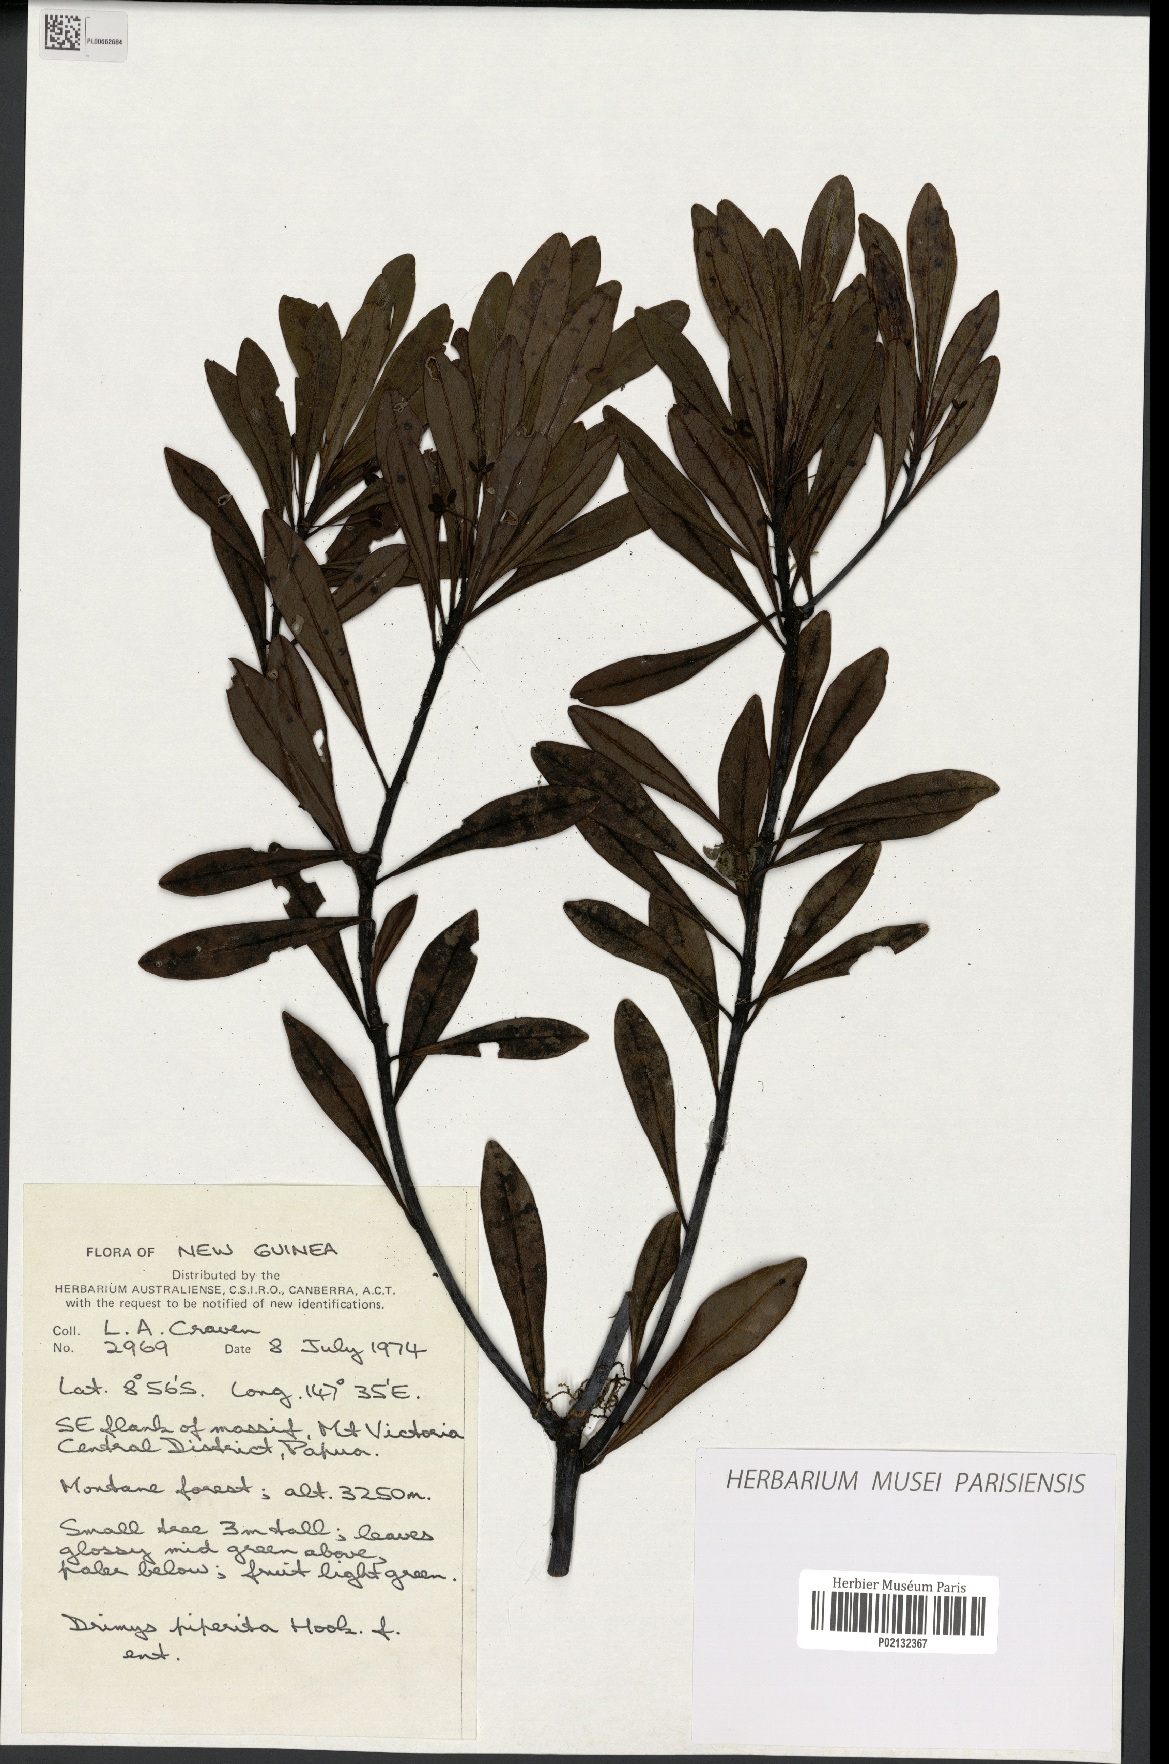 PL00662684
FLORA OF NEW GUINEA
Distributed by the
HERBARIUM AUSTRALIENSE, C.S.I.R.O., CANBERRA, A.C.T.
with the request to be notified of new identifications.
Coll. L. A. Craven
No. 2969 Date 8 July 1974
Lat. 8°56'S. Long. 147° 35'E.
SE flank of massif, Mt Victoria
Central District, Papua.
Montane forest; alt. 3250m.
Small tree 3m tall; leaves
glossy mid green above,
paler below; fruit light green.
Drimys piperita Hook. f.
ent.
HERBARIUM MUSEI PARISIENSIS
Herbier Muséum Paris
P02132367